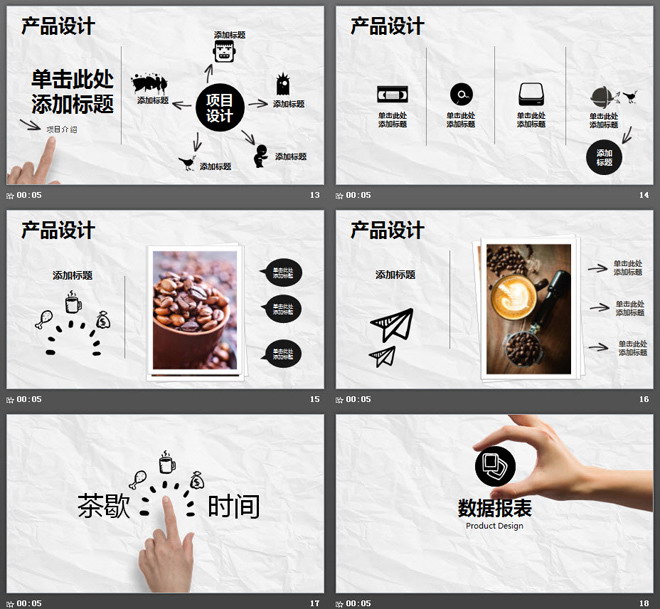 产品设计
单击此处
添加标题
项目介绍
添加标题
添加标题
项目
设计
添加标题
添加标题
添加标题
00:05
13
产品设计
单击此处
添加标题
单击此处
添加标题
单击此处
添加标题
单击此处
添加标题
添加
标题
00:05
14
产品设计
添加标题
单击此处
添加标题
单击此处
添加标题
单击此处
添加标题
00:05
15
产品设计
添加标题
单击此处
添加标题
单击此处
添加标题
单击此处
添加标题
00:05
16
茶歇 时间
00:05
17
数据报表
Product Design
00:05
18